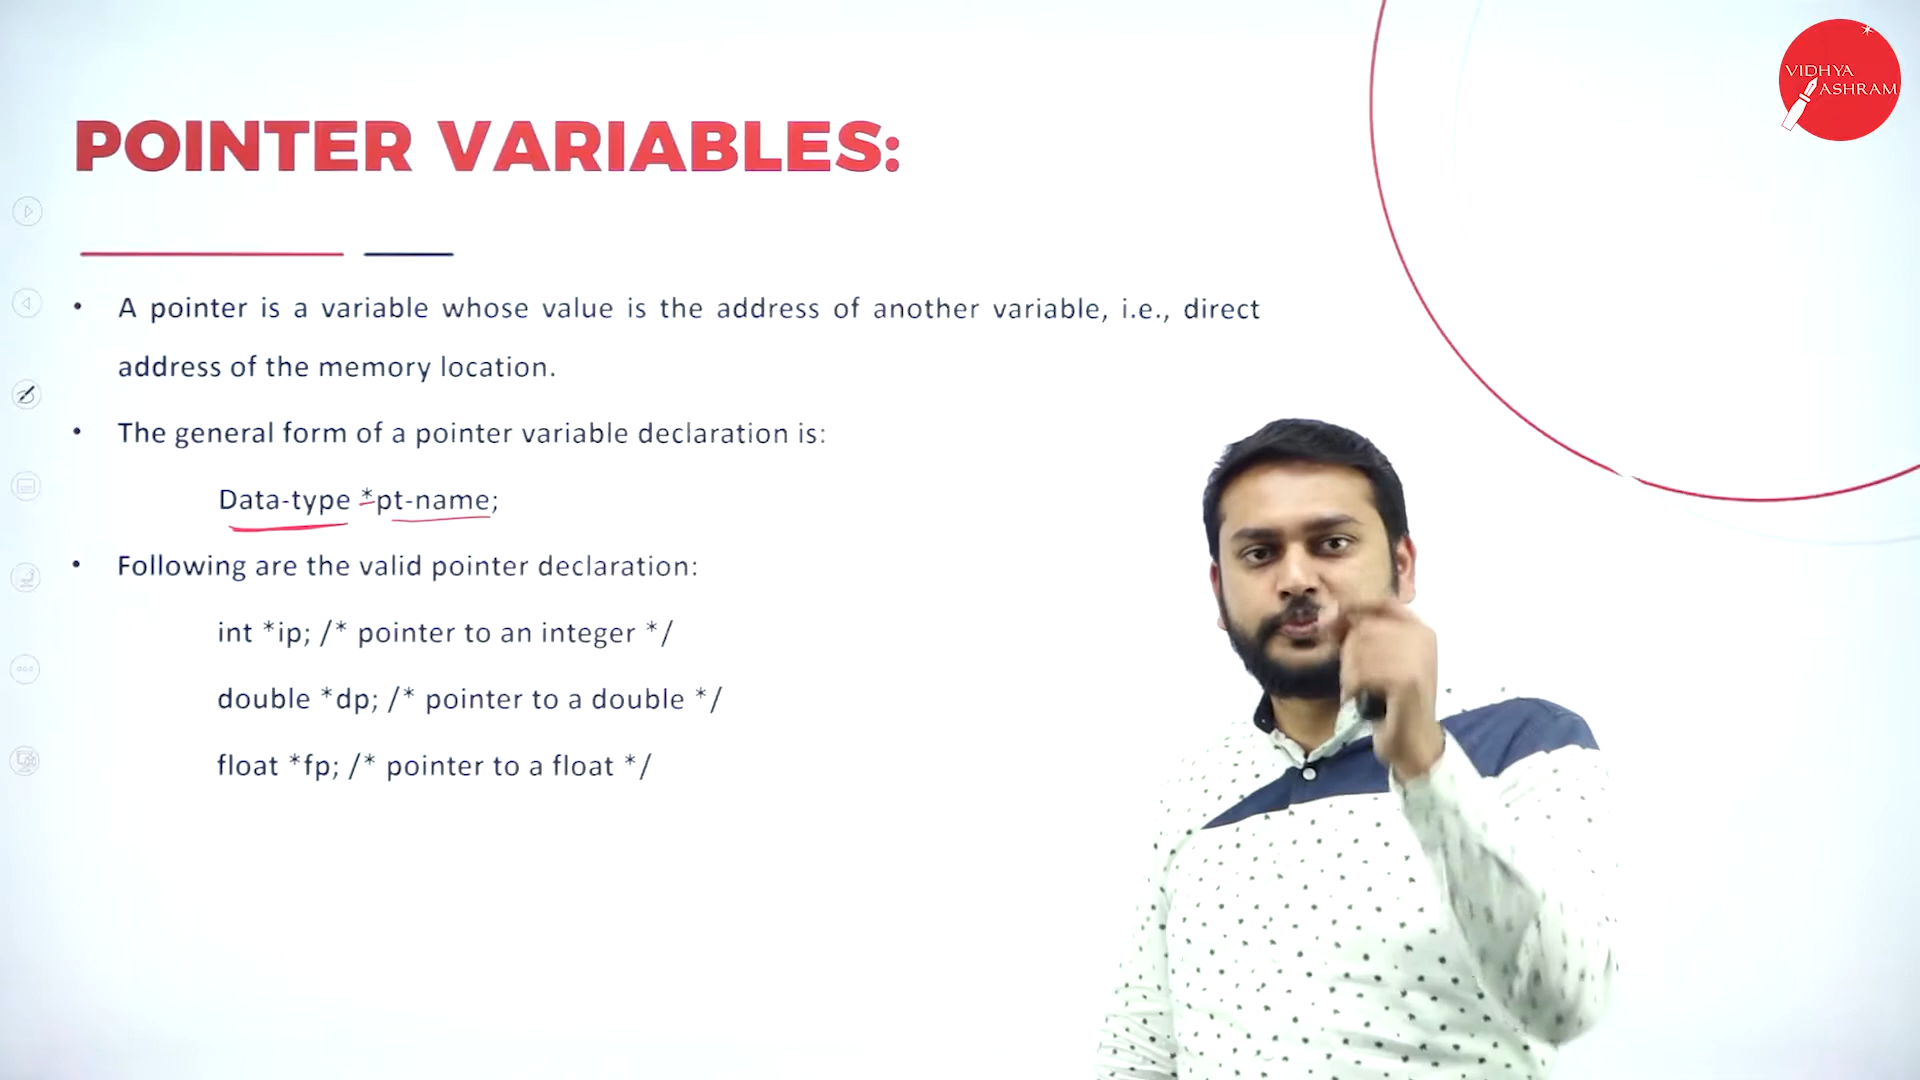 VIDHYA
ASHRAM
POINTER VARIABLES:
• A pointer is a variable whose value is the address of another variable, i.e., direct
address of the memory location.
• The general form of a pointer variable declaration is:
Data-type *pt-name;
• Following are the valid pointer declaration:
int *ip; /* pointer to an integer */
double *dp; /* pointer to a double */
float *fp; /* pointer to a float */